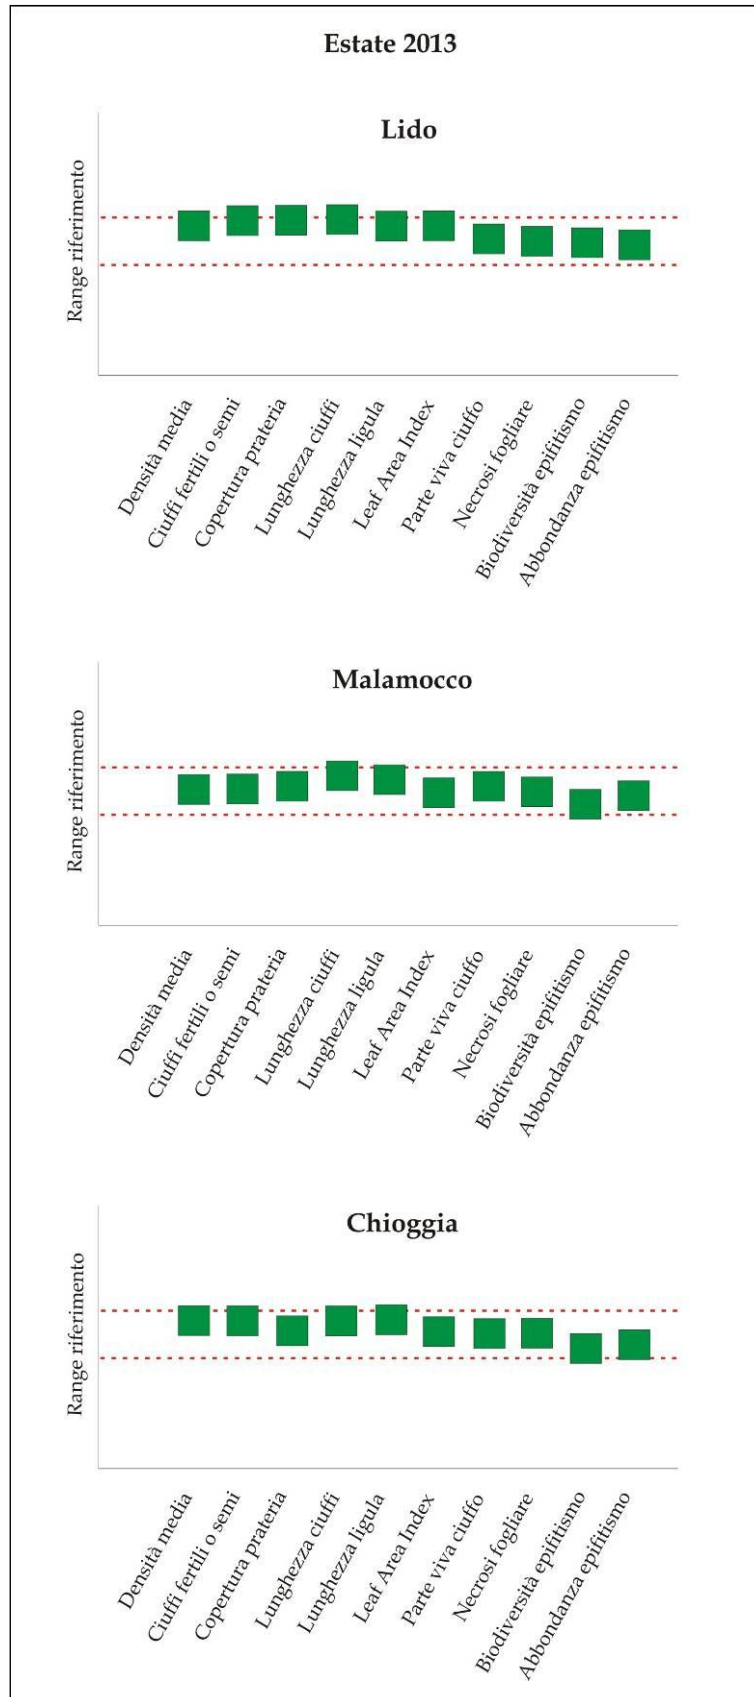 Estate 2013
Lido
Range riferimento
Densità media
Ciuffi fertili o semi
Copertura prateria
Lunghezza ciuffi
Lunghezza ligula
Leaf Area Index
Parte viva ciuffo
Necrosi fogliare
Biodiversità epifitismo
Abbondanza epifitismo
Malamocco
Range riferimento
Densità media
Ciuffi fertili o semi
Copertura prateria
Lunghezza ciuffi
Lunghezza ligula
Leaf Area Index
Parte viva ciuffo
Necrosi fogliare
Biodiversità epifitismo
Abbondanza epifitismo
Chioggia
Range riferimento
Densità media
Ciuffi fertili o semi
Copertura prateria
Lunghezza ciuffi
Lunghezza ligula
Leaf Area Index
Parte viva ciuffo
Necrosi fogliare
Biodiversità epifitismo
Abbondanza epifitismo